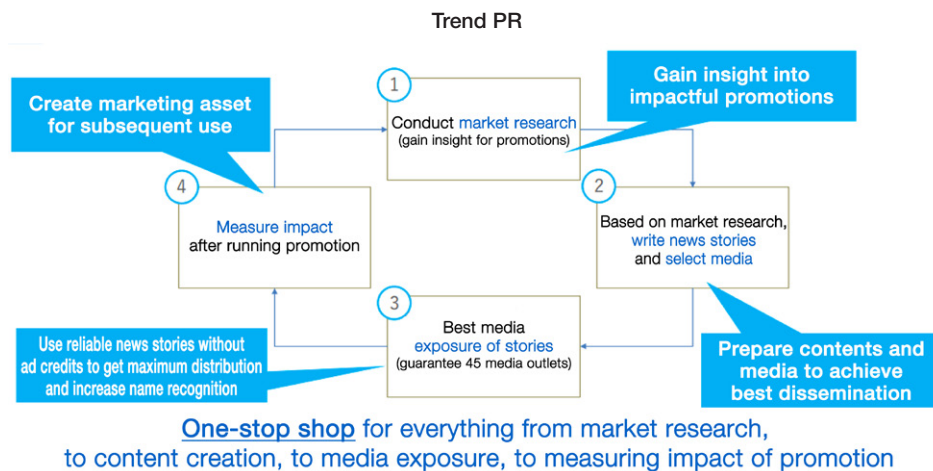 Trend PR
1
Conduct market research
(gain insight for promotions)
Gain insight into
impactful promotions
2
Based on market research,
write news stories
and select media
Prepare contents and
media to achieve
best dissemination
3
Best media
exposure of stories
(guarantee 45 media outlets)
Use reliable news stories without
ad credits to get maximum distribution
and increase name recognition
4
Measure impact
after running promotion
Create marketing asset
for subsequent use
One-stop shop for everything from market research,
to content creation, to media exposure, to measuring impact of promotion